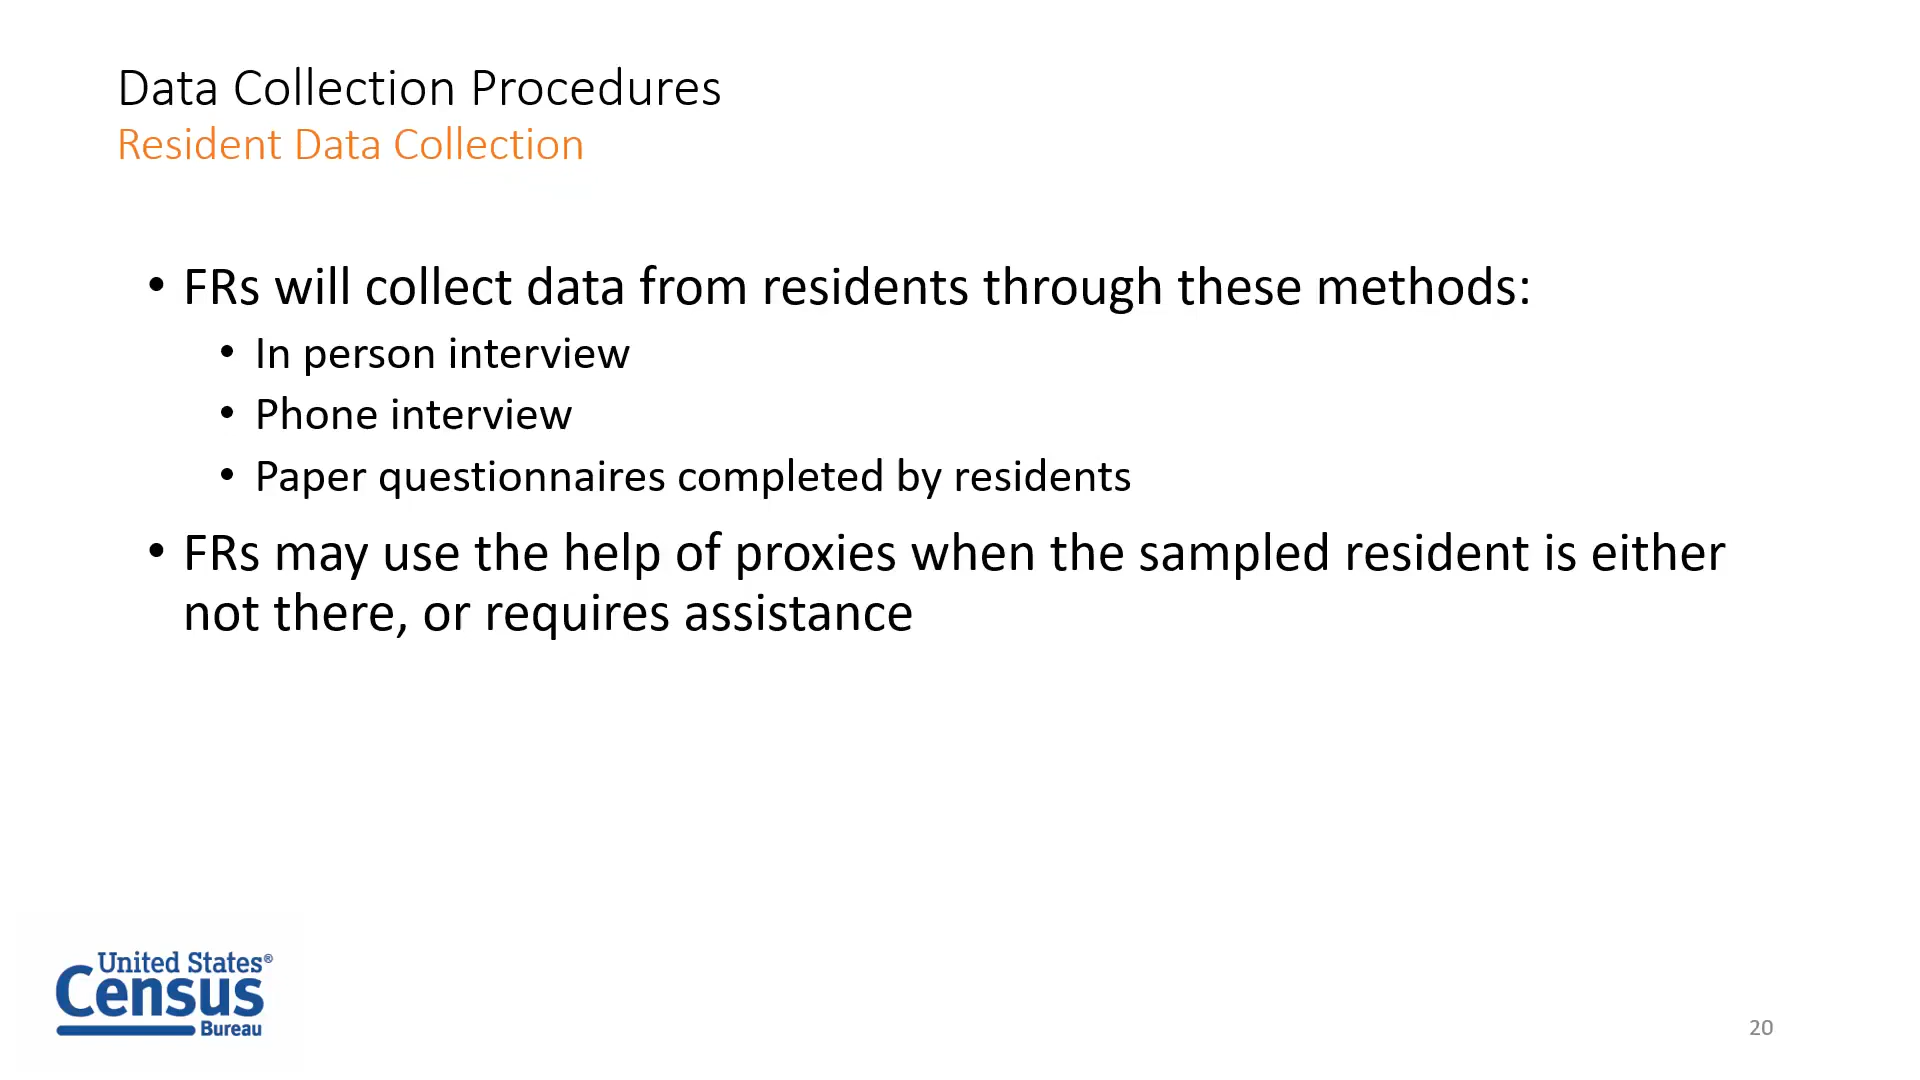 Data Collection Procedures
Resident Data Collection
• FRs will collect data from residents through these methods:
• In person interview
• Phone interview
• Paper questionnaires completed by residents
• FRs may use the help of proxies when the sampled resident is either
not there, or requires assistance
United States®
Census
Bureau
20